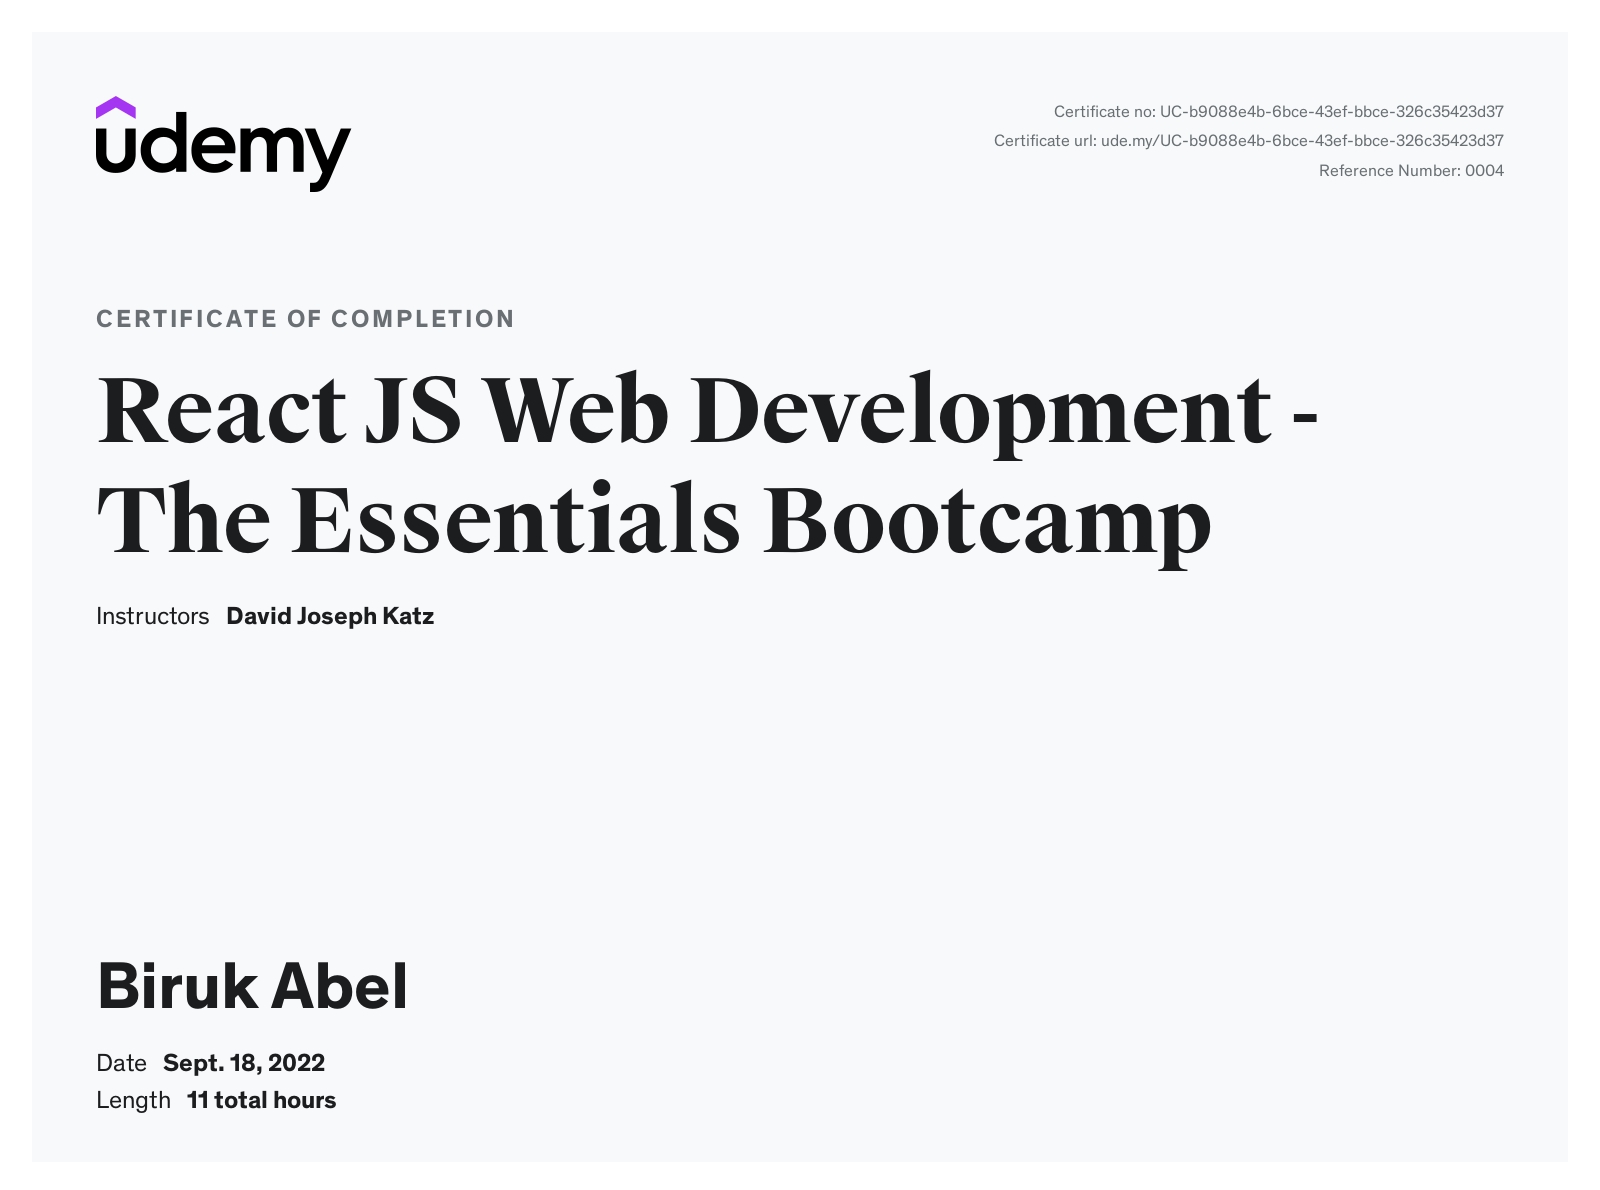 udemy
Certificate no: UC-b9088e4b-6bce-43ef-bbce-326c35423d37
Certificate url: ude.my/UC-b9088e4b-6bce-43ef-bbce-326c35423d37
Reference Number: 0004
CERTIFICATE OF COMPLETION
React JS Web Development -
The Essentials Bootcamp
Instructors David Joseph Katz
Biruk Abel
Date Sept. 18, 2022
Length 11 total hours